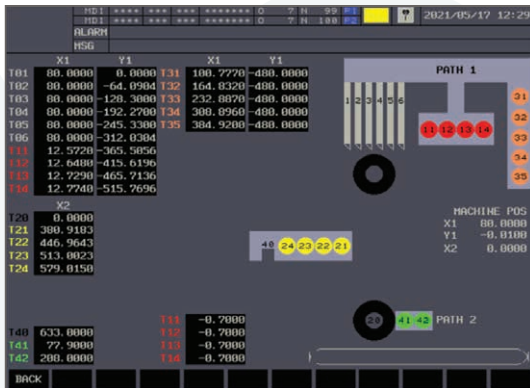 MDI **** *** *** *** ******** O 7 N 99 P1
MDI **** *** *** *** ******** O 7 N 100 P2
2021/05/17 12:29
ALARM
MSG
X1 Y1 X1 Y1
T01 80.0000 0.0000 T31 100.7770 -480.0000
T02 80.0000 -64.0904 T32 164.8320 -480.0000
T03 80.0000 -128.3000 T33 232.8870 -480.0000
T04 80.0000 -192.2700 T34 308.8960 -480.0000
T05 80.0000 -245.3300 T35 384.9200 -480.0000
T06 80.0000 -312.0304
T11 12.5720 -365.5056
T12 12.6480 -415.6196
T13 12.7290 -465.7136
T14 12.7740 -515.7696
X2
T20 0.0000
T21 380.9103
T22 446.9643
T23 513.0023
T24 579.0150
T40 633.0000
T41 77.9000
T42 200.0000
T11 -0.7000
T12 -0.7000
T13 -0.7000
T14 -0.7000
PATH 1
1 2 3 4 5 6
11 12 13 14
31
32
33
34
35
MACHINE POS
X1 80.0000
Y1 -0.0100
X2 0.0000
40 24 23 22 21
20 41 42 PATH 2
BACK